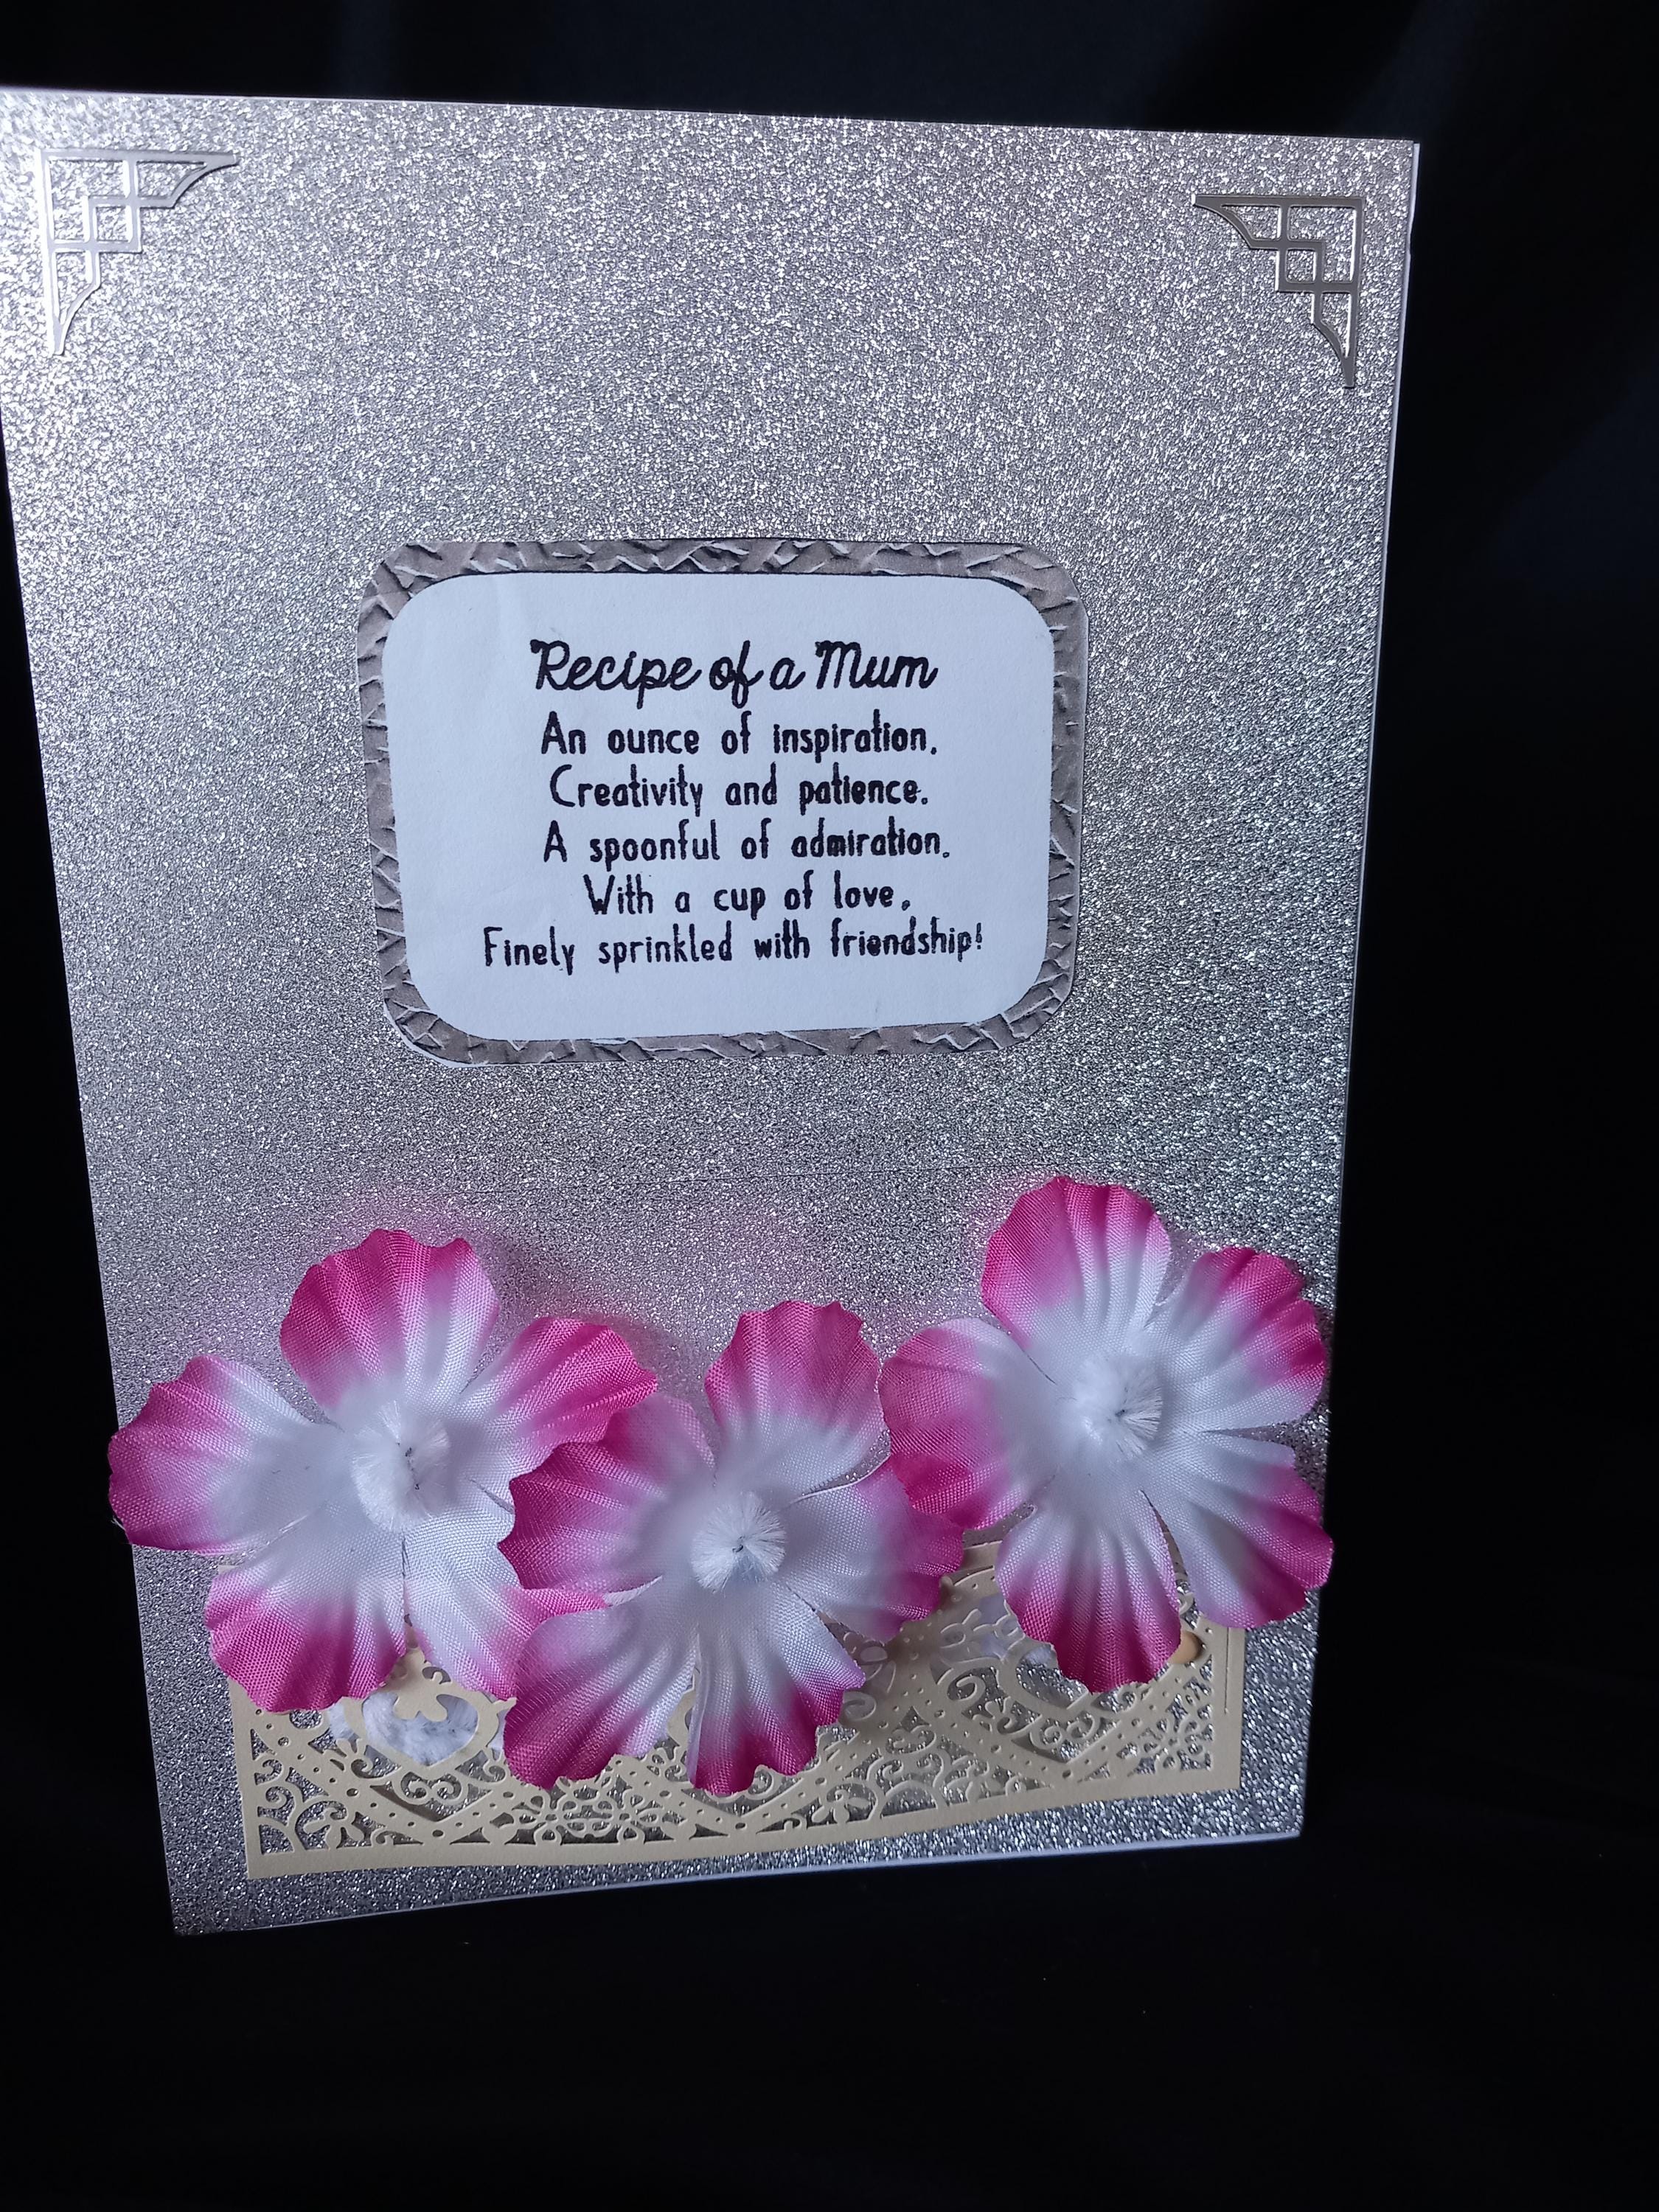 Recipe of a Mum
An ounce of inspiration,
Creativity and patience.
A spoonful of admiration,
With a cup of love,
Finely sprinkled with friendship!